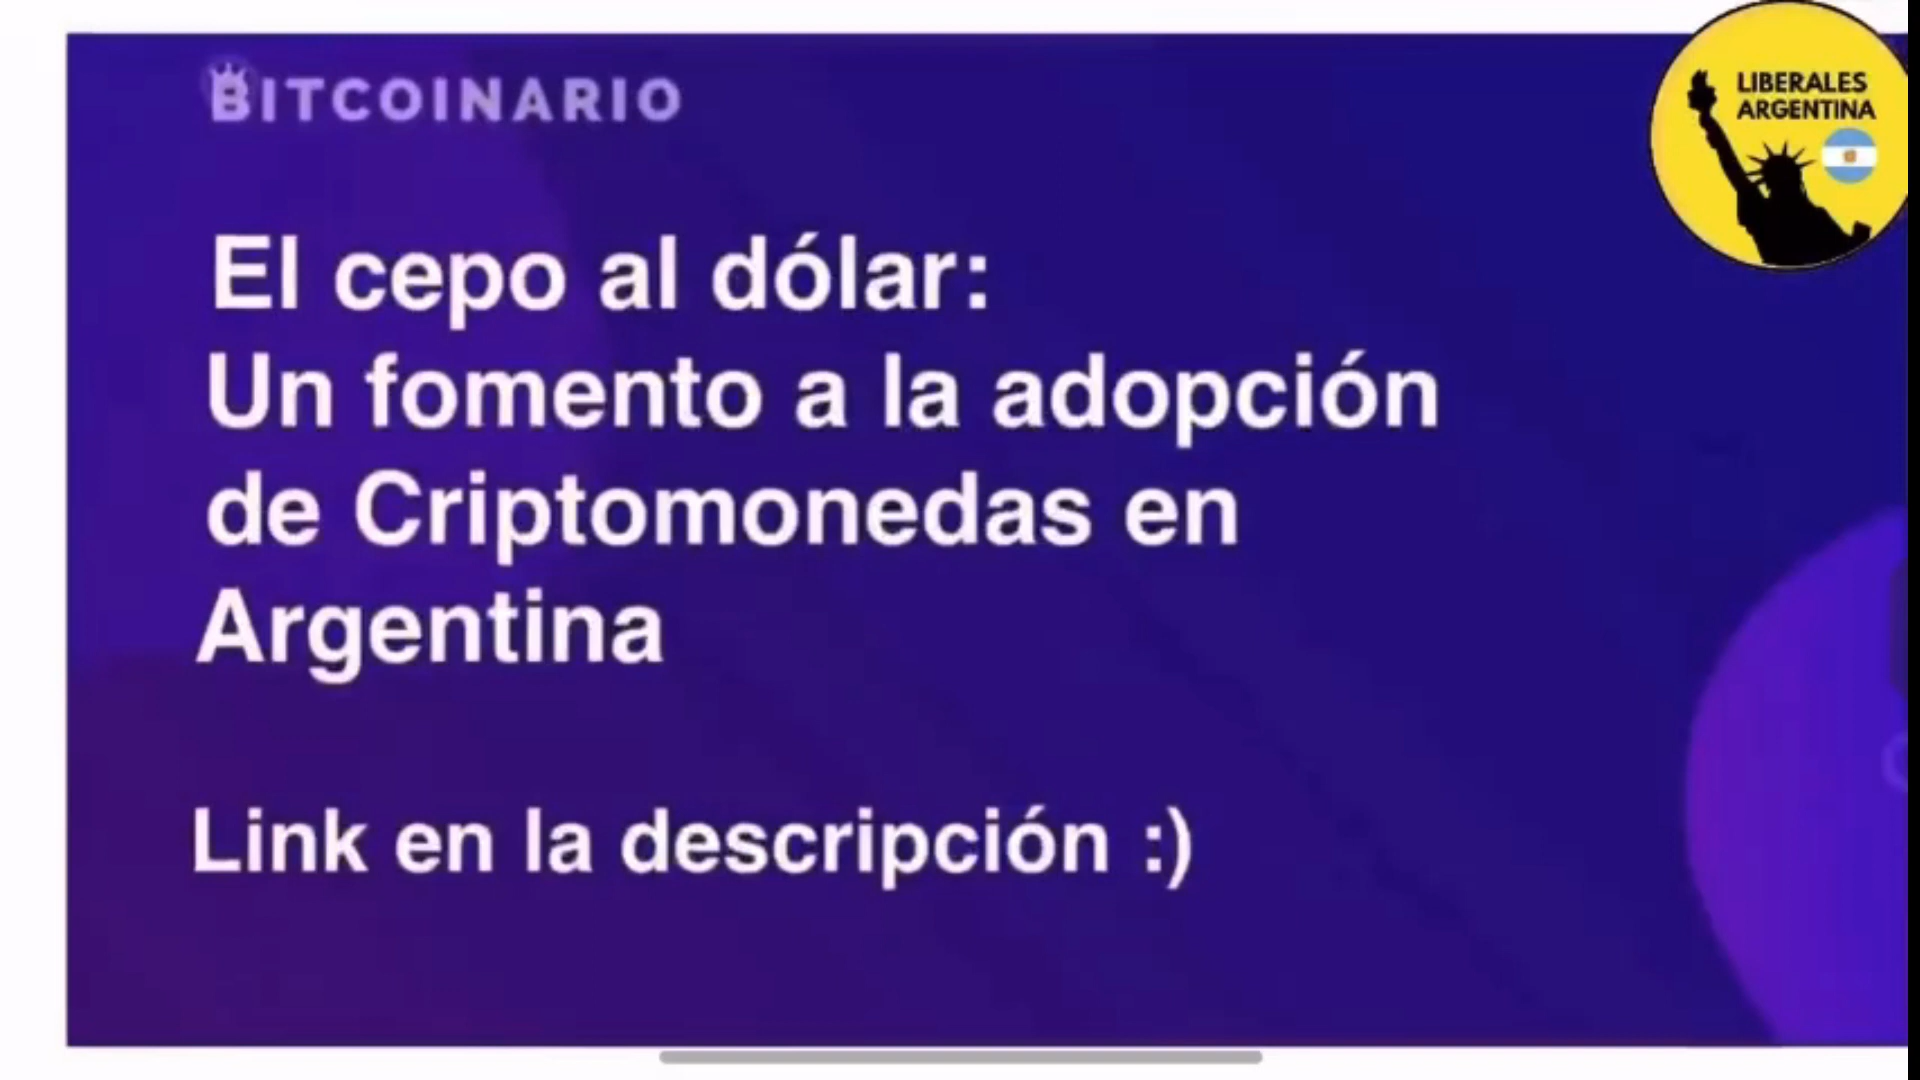 BITCOINARIO
LIBERALES
ARGENTINA
El cepo al dólar:
Un fomento a la adopción
de Criptomonedas en
Argentina
Link en la descripción :)